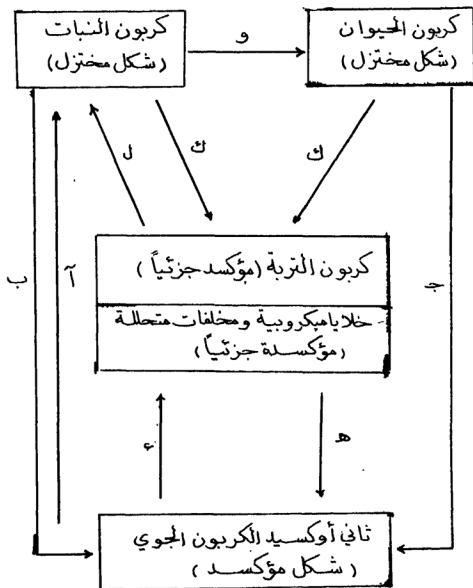 كربون النبات
(شكل مختزل)
و
كربون الحيوان
(شكل مختزل)
ل
ك
ك
ب
آ
كربون التربة (مؤكسد جزئياً)
خلايا ميكروبية ومخلفات متحللة
(مؤكسدة جزئياً)
جـ
ء
هـ
ثاني أوكسيد الكربون الجوي
(شكل مؤكسد)